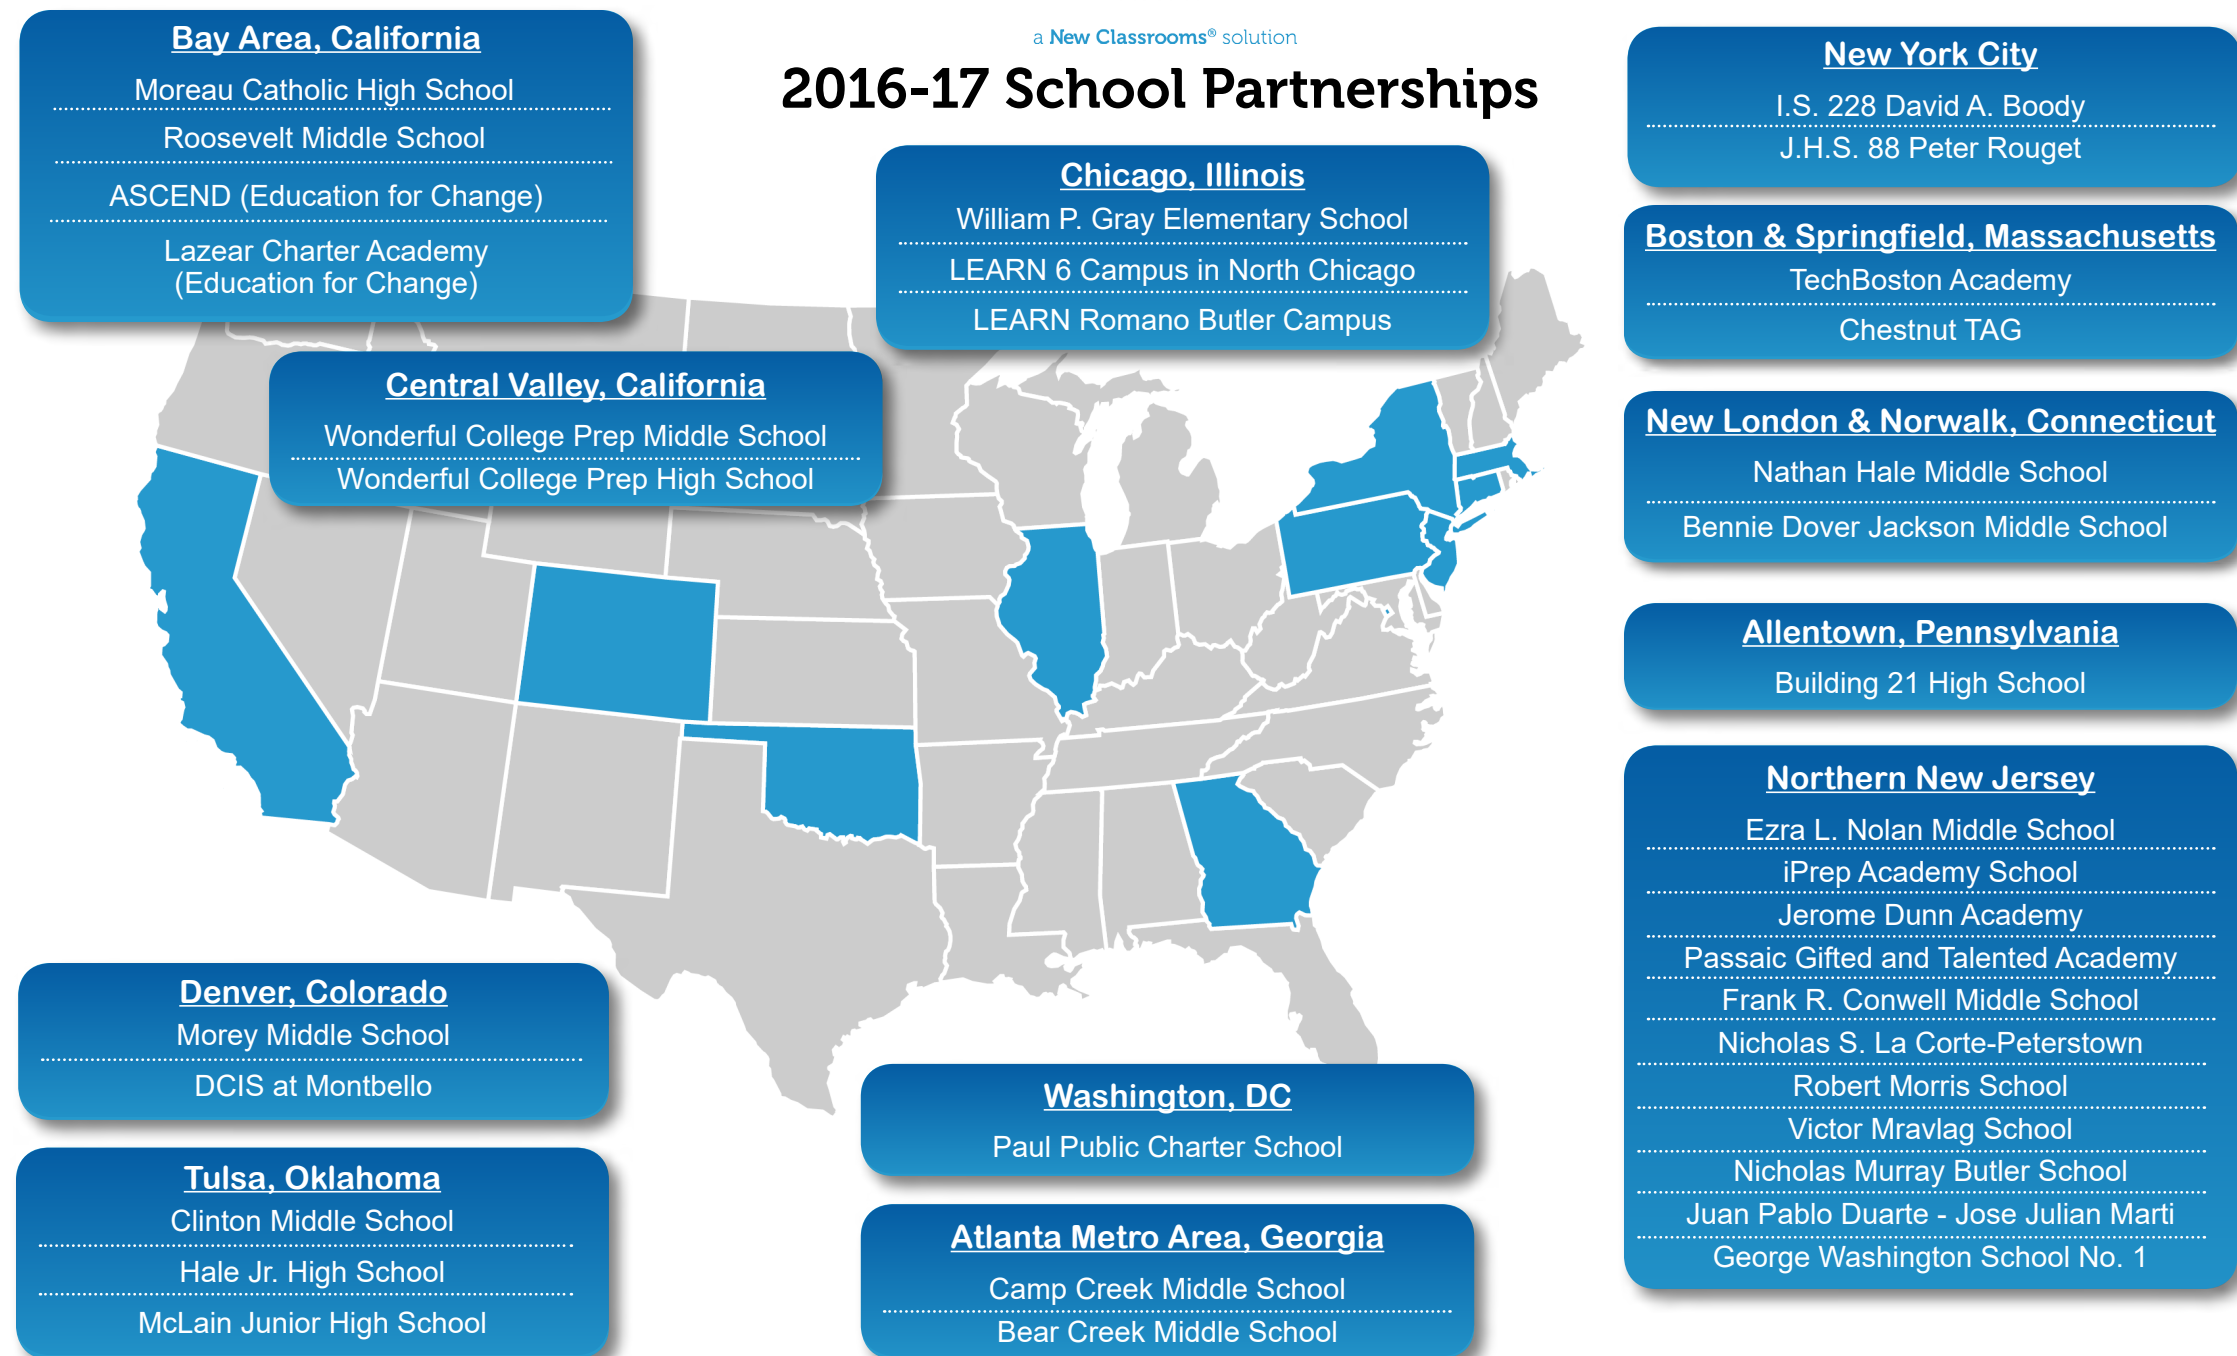 a New Classrooms® solution
2016-17 School Partnerships
Bay Area, California
Moreau Catholic High School
Roosevelt Middle School
ASCEND (Education for Change)
Lazear Charter Academy
(Education for Change)
Central Valley, California
Wonderful College Prep Middle School
Wonderful College Prep High School
Chicago, Illinois
William P. Gray Elementary School
LEARN 6 Campus in North Chicago
LEARN Romano Butler Campus
New York City
I.S. 228 David A. Boody
J.H.S. 88 Peter Rouget
Boston & Springfield, Massachusetts
TechBoston Academy
Chestnut TAG
New London & Norwalk, Connecticut
Nathan Hale Middle School
Bennie Dover Jackson Middle School
Allentown, Pennsylvania
Building 21 High School
Northern New Jersey
Ezra L. Nolan Middle School
iPrep Academy School
Jerome Dunn Academy
Passaic Gifted and Talented Academy
Frank R. Conwell Middle School
Nicholas S. La Corte-Peterstown
Robert Morris School
Victor Mravlag School
Nicholas Murray Butler School
Juan Pablo Duarte - Jose Julian Marti
George Washington School No. 1
Denver, Colorado
Morey Middle School
DCIS at Montbello
Tulsa, Oklahoma
Clinton Middle School
Hale Jr. High School
McLain Junior High School
Washington, DC
Paul Public Charter School
Atlanta Metro Area, Georgia
Camp Creek Middle School
Bear Creek Middle School